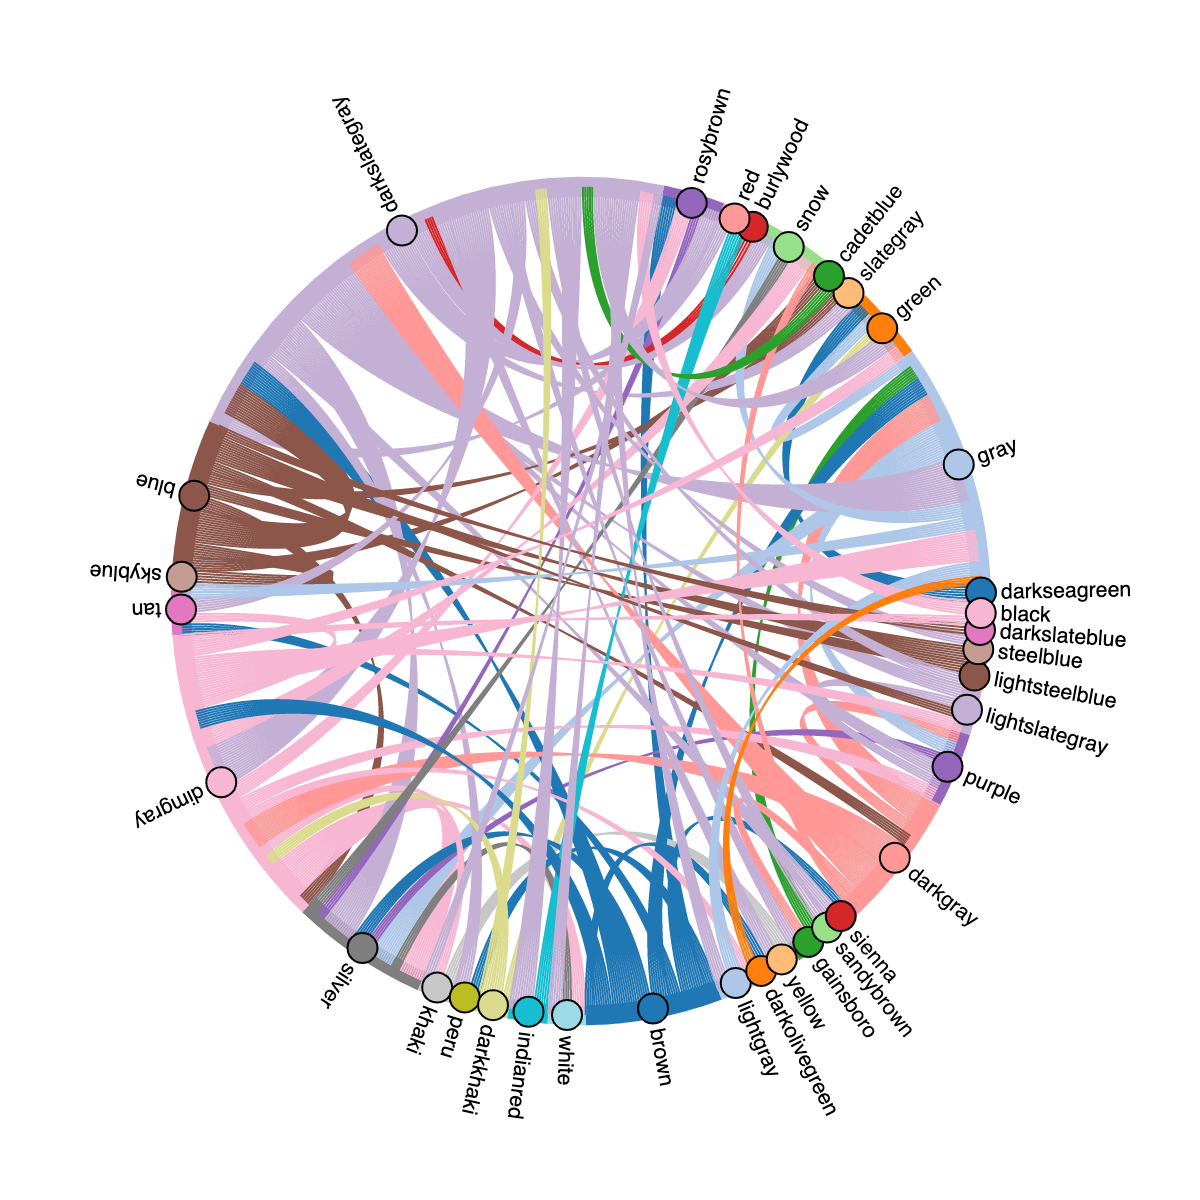 darkslategray
rosybrown
red
burlywood
snow
cadetblue
slategray
green
gray
darkseagreen
black
darkslateblue
steelblue
lightsteelblue
lightslategray
purple
darkgray
sienna
sandybrown
gainsboro
yellow
darkolivegreen
lightgray
brown
white
indianred
darkkhaki
peru
khaki
silver
dimgray
tan
skyblue
blue